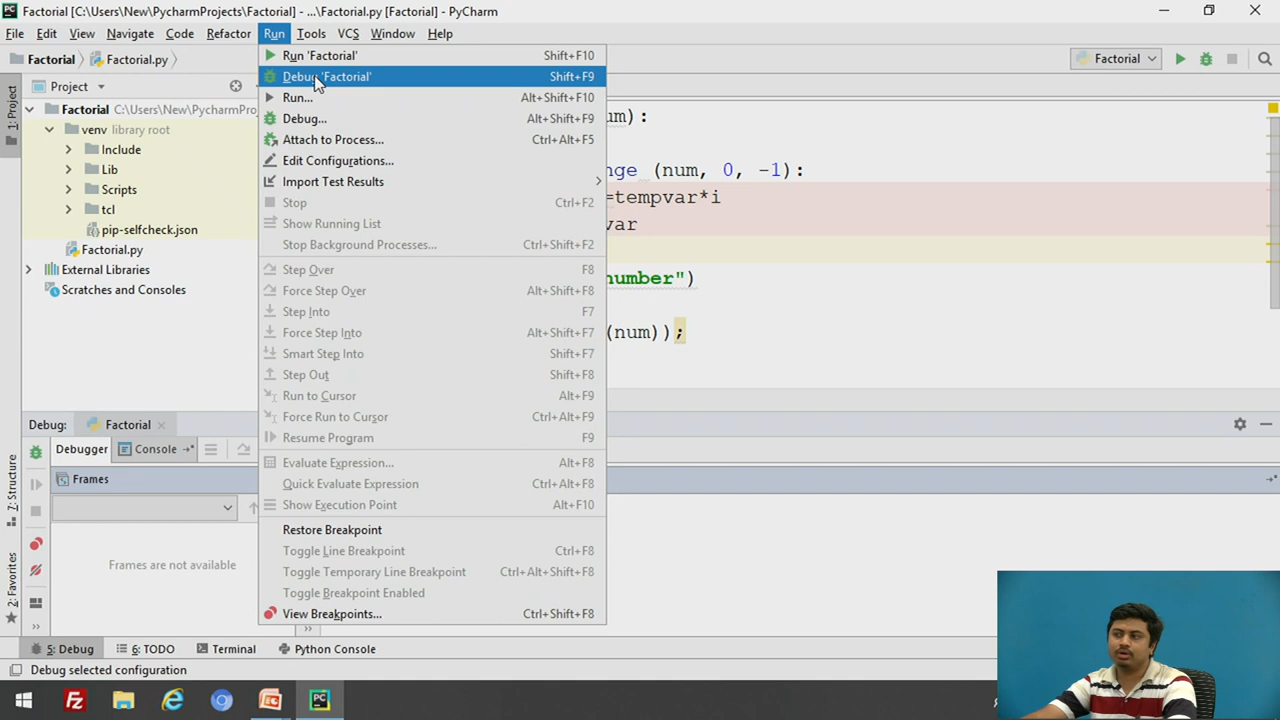 Factorial [C:\Users\New\PycharmProjects\Factorial] - ...\Factorial.py [Factorial] - PyCharm
File Edit View Navigate Code Refactor Run Tools VCS Window Help
Factorial Factorial.py Factorial
Project
Factorial C:\Users\New\PycharmProj
venv library root
Include
Lib
Scripts
tcl
pip-selfcheck.json
Factorial.py
External Libraries
Scratches and Consoles
1: Project
7: Structure
2: Favorites
Run 'Factorial' Shift+F10
Debug 'Factorial' Shift+F9
Run... Alt+Shift+F10
Debug... Alt+Shift+F9
Attach to Process... Ctrl+Alt+F5
Edit Configurations...
Import Test Results
Stop Ctrl+F2
Show Running List
Stop Background Processes... Ctrl+Shift+F2
Step Over F8
Force Step Over Alt+Shift+F8
Step Into F7
Force Step Into Alt+Shift+F7
Smart Step Into Shift+F7
Step Out Shift+F8
Run to Cursor Alt+F9
Force Run to Cursor Ctrl+Alt+F9
Resume Program F9
Evaluate Expression... Alt+F8
Quick Evaluate Expression Ctrl+Alt+F8
Show Execution Point Alt+F10
Restore Breakpoint
Toggle Line Breakpoint Ctrl+F8
Toggle Temporary Line Breakpoint Ctrl+Alt+Shift+F8
Toggle Breakpoint Enabled
View Breakpoints... Ctrl+Shift+F8
um):
nge (num, 0, -1):
=tempvar*i
var
number")
(num));
Debug: Factorial
Debugger Console
Frames
Frames are not available
5: Debug 6: TODO Terminal Python Console
Debug selected configuration